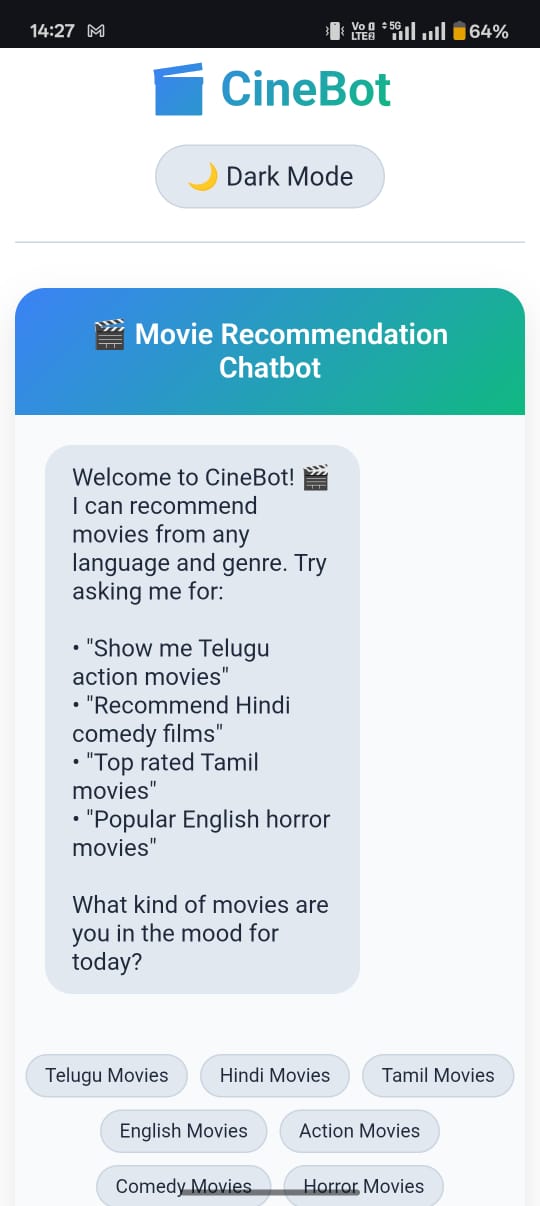 14:27
Vo
LTE
5G
64%
CineBot
🌙 Dark Mode
🎬 Movie Recommendation
Chatbot
Welcome to CineBot! 🎬
I can recommend
movies from any
language and genre. Try
asking me for:
• "Show me Telugu
action movies"
• "Recommend Hindi
comedy films"
• "Top rated Tamil
movies"
• "Popular English horror
movies"
What kind of movies are
you in the mood for
today?
Telugu Movies
Hindi Movies
Tamil Movies
English Movies
Action Movies
Comedy Movies
Horror Movies